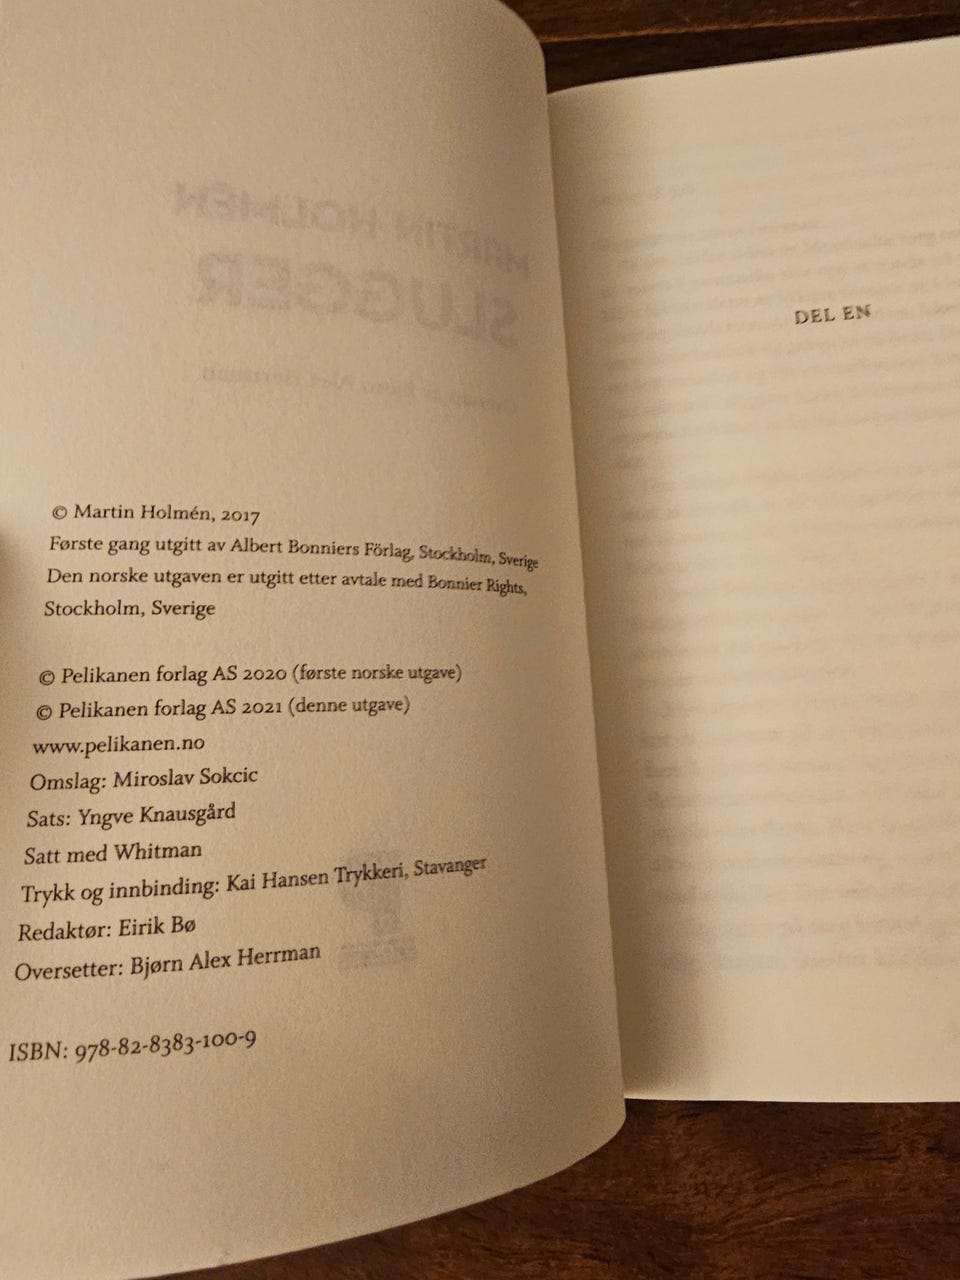 MARTIN HOLMÉN
SLUGGER
© Martin Holmén, 2017
Første gang utgitt av Albert Bonniers Förlag, Stockholm, Sverige
Den norske utgaven er utgitt etter avtale med Bonnier Rights,
Stockholm, Sverige
© Pelikanen forlag AS 2020 (første norske utgave)
© Pelikanen forlag AS 2021 (denne utgave)
www.pelikanen.no
Omslag: Miroslav Sokcic
Sats: Yngve Knausgård
Satt med Whitman
Trykk og innbinding: Kai Hansen Trykkeri, Stavanger
Redaktør: Eirik Bø
Oversetter: Bjørn Alex Herrman
ISBN: 978-82-8383-100-9
DEL EN